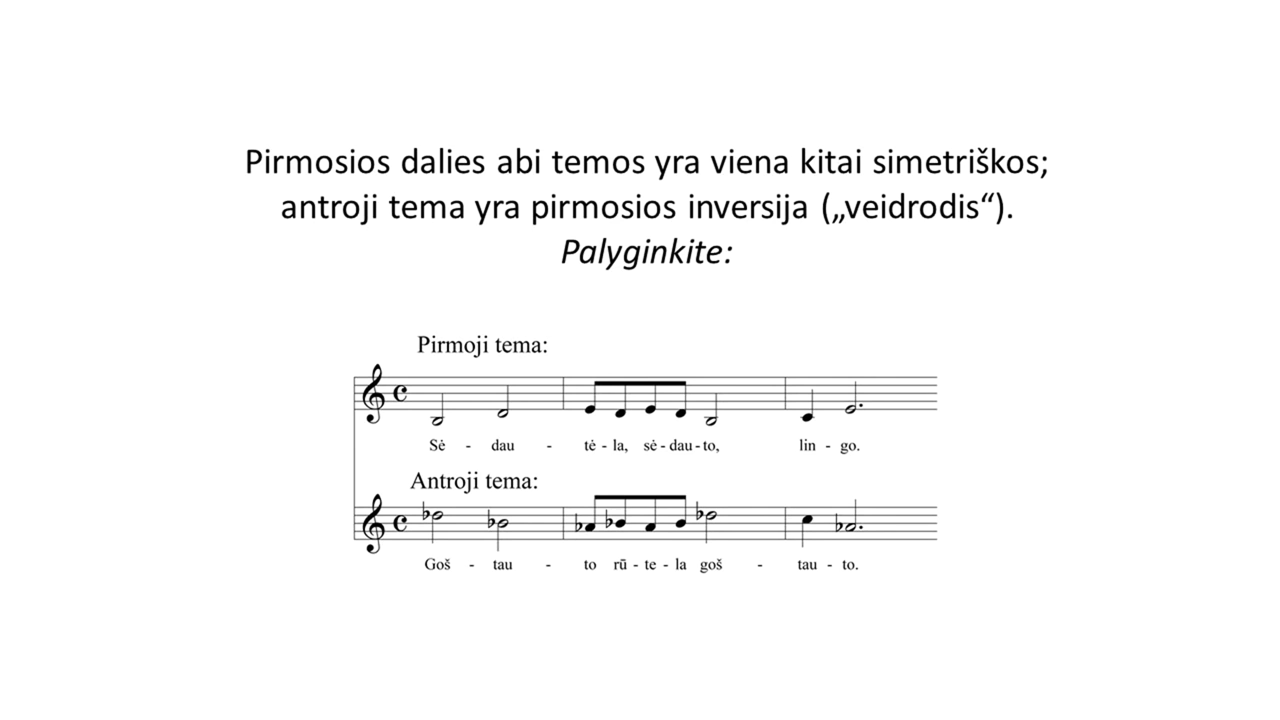 Pirmosios dalies abi temos yra viena kitai simetriškos;
antroji tema yra pirmosios inversija („veidrodis“).
Palyginkite:
Pirmoji tema:
Sė - dau - tė - la, sė - dau - to, lin - go.
Antroji tema:
Goš - tau - to rū - te - la goš - tau - to.